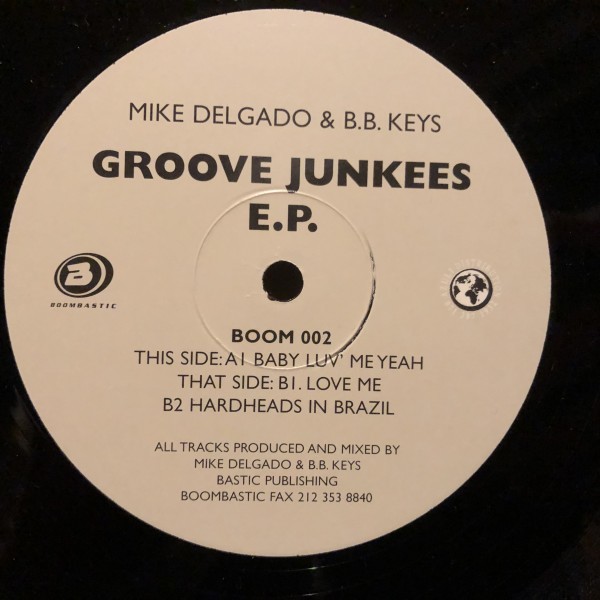 MIKE DELGADO & B.B. KEYS
GROOVE JUNKEES
E.P.
B
BOOMBASTIC
BOOM 002
THIS SIDE: A1 BABY LUV' ME YEAH
THAT SIDE: B1. LOVE ME
B2 HARDHEADS IN BRAZIL
ALL TRACKS PRODUCED AND MIXED BY
MIKE DELGADO & B.B. KEYS
BASTIC PUBLISHING
BOOMBASTIC FAX 212 353 8840